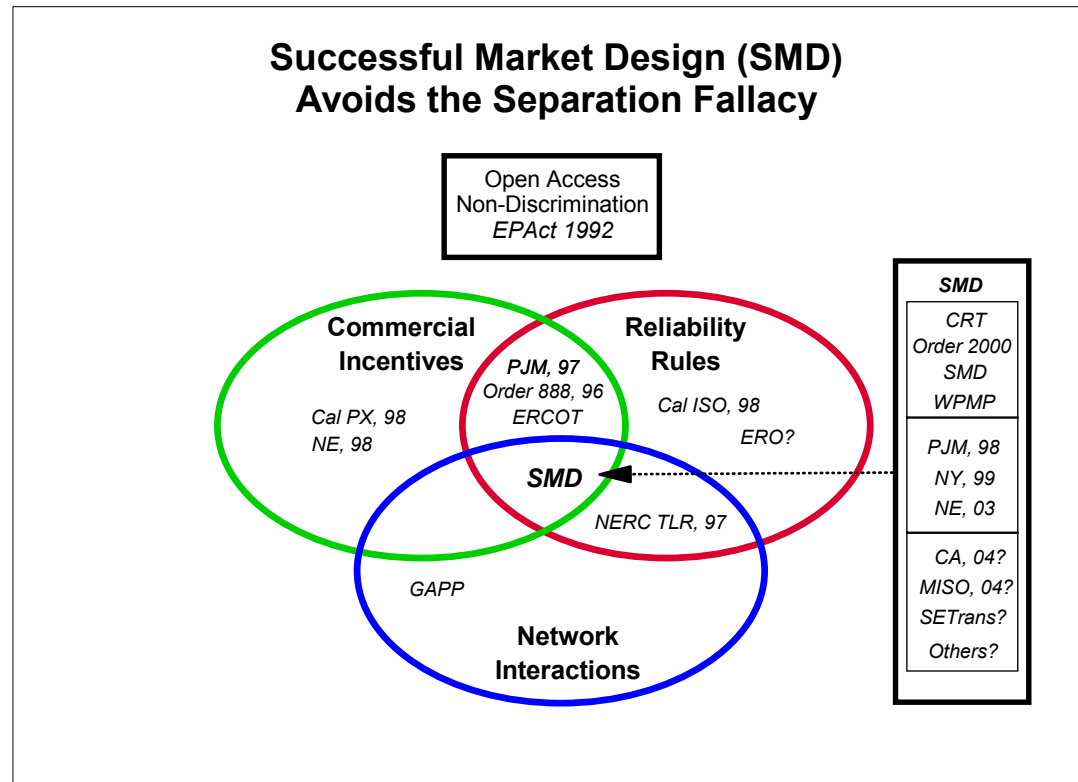 Successful Market Design (SMD)
Avoids the Separation Fallacy
Open Access
Non-Discrimination
EPAct 1992
Commercial
Incentives
Cal PX, 98
NE, 98
PJM, 97
Order 888, 96
ERCOT
Reliability
Rules
Cal ISO, 98
ERO?
SMD
NERC TLR, 97
GAPP
Network
Interactions
SMD
CRT
Order 2000
SMD
WPMP
PJM, 98
NY, 99
NE, 03
CA, 04?
MISO, 04?
SETrans?
Others?